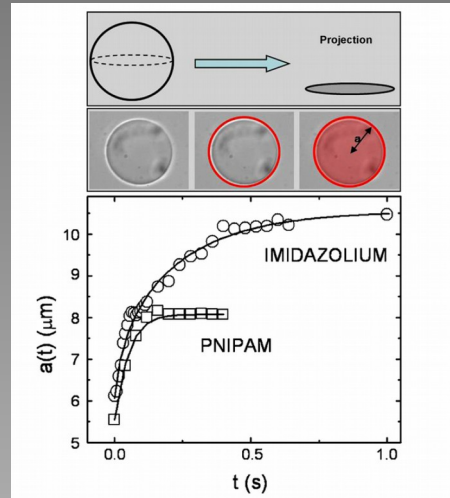 Projection
a
10
9
8
7
6
5
a(t) (μm)
IMIDAZOLIUM
PNIPAM
0.0 0.5 1.0
t (s)